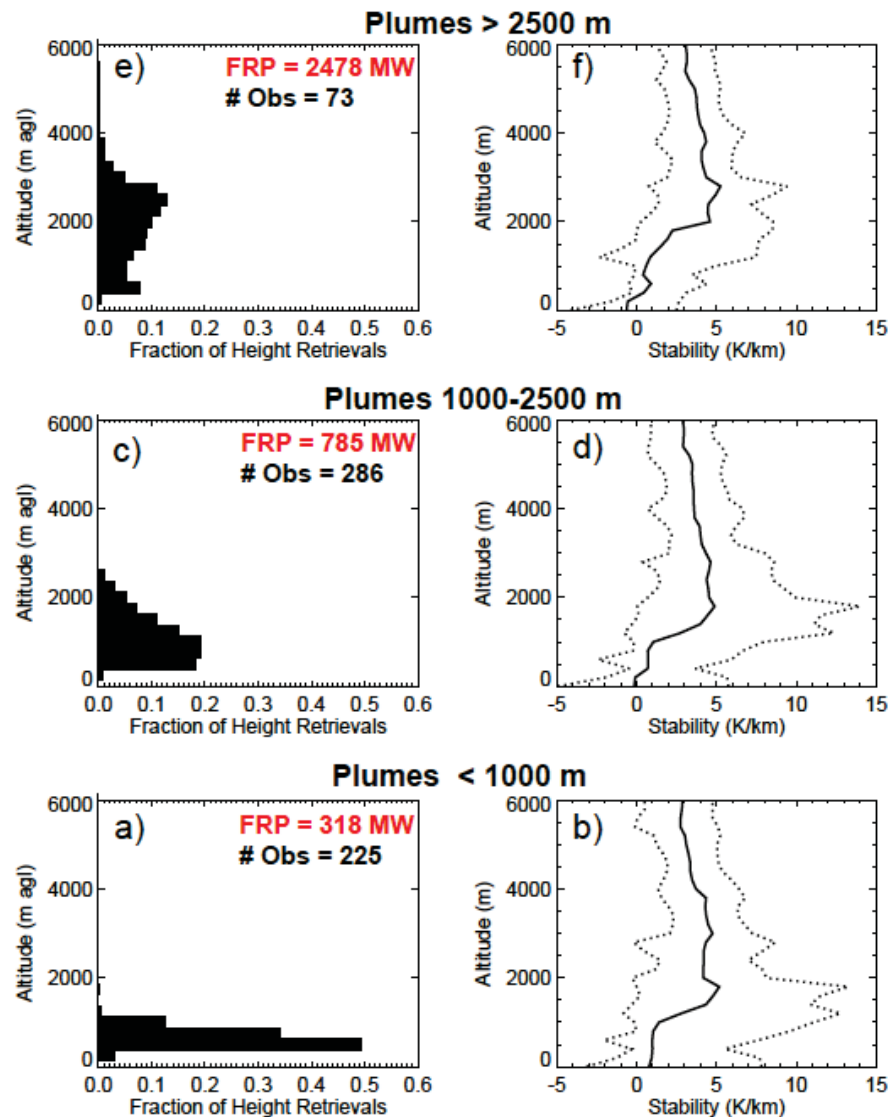 Plumes > 2500 m
e)
FRP = 2478 MW
# Obs = 73
6000
4000
2000
0
Altitude (m agl)
0.0 0.1 0.2 0.3 0.4 0.5 0.6
Fraction of Height Retrievals
f)
6000
4000
2000
0
Altitude (m)
-5 0 5 10 15
Stability (K/km)
Plumes 1000-2500 m
c)
FRP = 785 MW
# Obs = 286
6000
4000
2000
0
Altitude (m agl)
0.0 0.1 0.2 0.3 0.4 0.5 0.6
Fraction of Height Retrievals
d)
6000
4000
2000
0
Altitude (m)
-5 0 5 10 15
Stability (K/km)
Plumes < 1000 m
a)
FRP = 318 MW
# Obs = 225
6000
4000
2000
0
Altitude (m agl)
0.0 0.1 0.2 0.3 0.4 0.5 0.6
Fraction of Height Retrievals
b)
6000
4000
2000
0
Altitude (m)
-5 0 5 10 15
Stability (K/km)